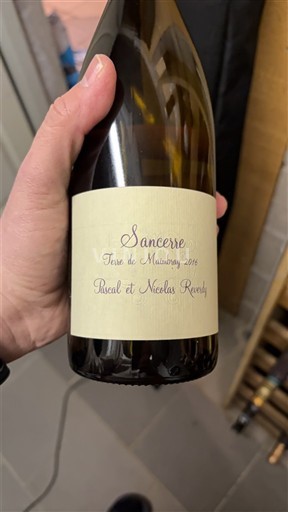 Sancerre
Terre de Maimbray 2016
Pascal et Nicolas Reverdy